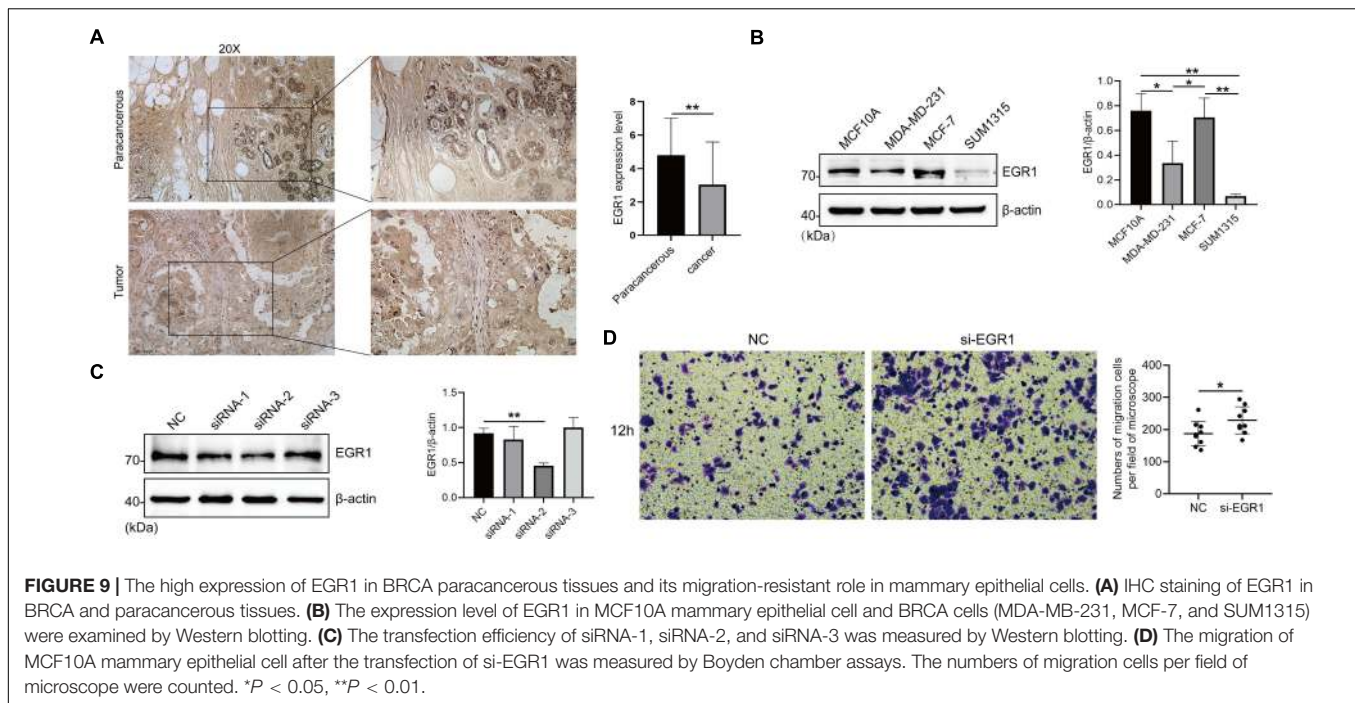 A
20X
Paracancerous
Tumor
EGR1 expression level
8
6
4
2
0
**
Paracancerous
cancer
B
MCF10A
MDA-MD-231
MCF-7
SUM1315
70
EGR1
40
β-actin
(kDa)
EGR1/β-actin
1.0
0.8
0.6
0.4
0.2
0.0
**
*
*
**
MCF10A
MDA-MD-231
MCF-7
SUM1315
C
NC
siRNA-1
siRNA-2
siRNA-3
70
EGR1
40
β-actin
(kDa)
EGR1/β-actin
1.5
1.0
0.5
0.0
**
NC
siRNA-1
siRNA-2
siRNA-3
D
NC
si-EGR1
12h
Numbers of migration cells
per field of microscope
400
300
200
100
0
*
NC
si-EGR1
FIGURE 9 | The high expression of EGR1 in BRCA paracancerous tissues and its migration-resistant role in mammary epithelial cells. (A) IHC staining of EGR1 in
BRCA and paracancerous tissues. (B) The expression level of EGR1 in MCF10A mammary epithelial cell and BRCA cells (MDA-MB-231, MCF-7, and SUM1315)
were examined by Western blotting. (C) The transfection efficiency of siRNA-1, siRNA-2, and siRNA-3 was measured by Western blotting. (D) The migration of
MCF10A mammary epithelial cell after the transfection of si-EGR1 was measured by Boyden chamber assays. The numbers of migration cells per field of
microscope were counted. *P < 0.05, **P < 0.01.